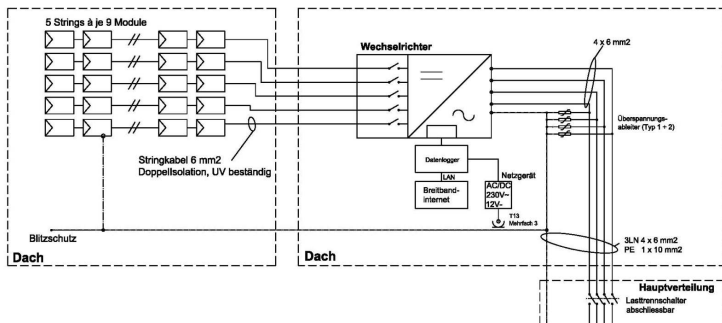 5 Strings à je 9 Module
Wechselrichter
4 x 6 mm2
Überspannungs-
ableiter (Typ 1 + 2)
Stringkabel 6 mm2
Doppelisolation, UV beständig
Datenlogger
LAN
Breitband-
internet
Netzgerät
AC/DC
230V~
12V-
T13
Mehrfach 3
Blitzschutz
3LN 4 x 6 mm2
PE 1 x 10 mm2
Dach
Dach
Hauptverteilung
Lasttrennschalter
abschliessbar